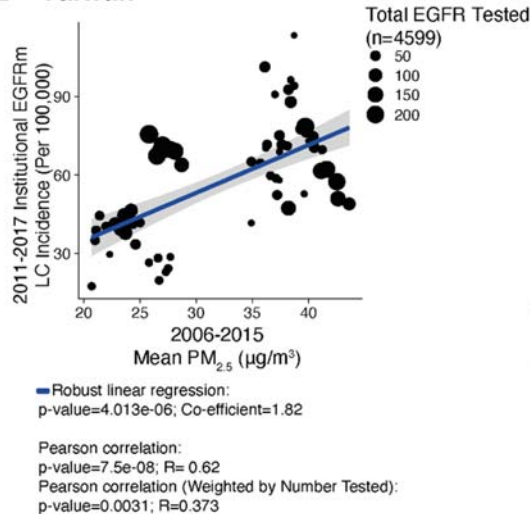 Total EGFR Tested
(n=4599)
50
100
150
200
2011-2017 Institutional EGFRm
LC Incidence (Per 100,000)
90
60
30
20 25 30 35 40
2006-2015
Mean PM2.5 (µg/m³)
Robust linear regression:
p-value=4.013e-06; Co-efficient=1.82
Pearson correlation:
p-value=7.5e-08; R= 0.62
Pearson correlation (Weighted by Number Tested):
p-value=0.0031; R=0.373